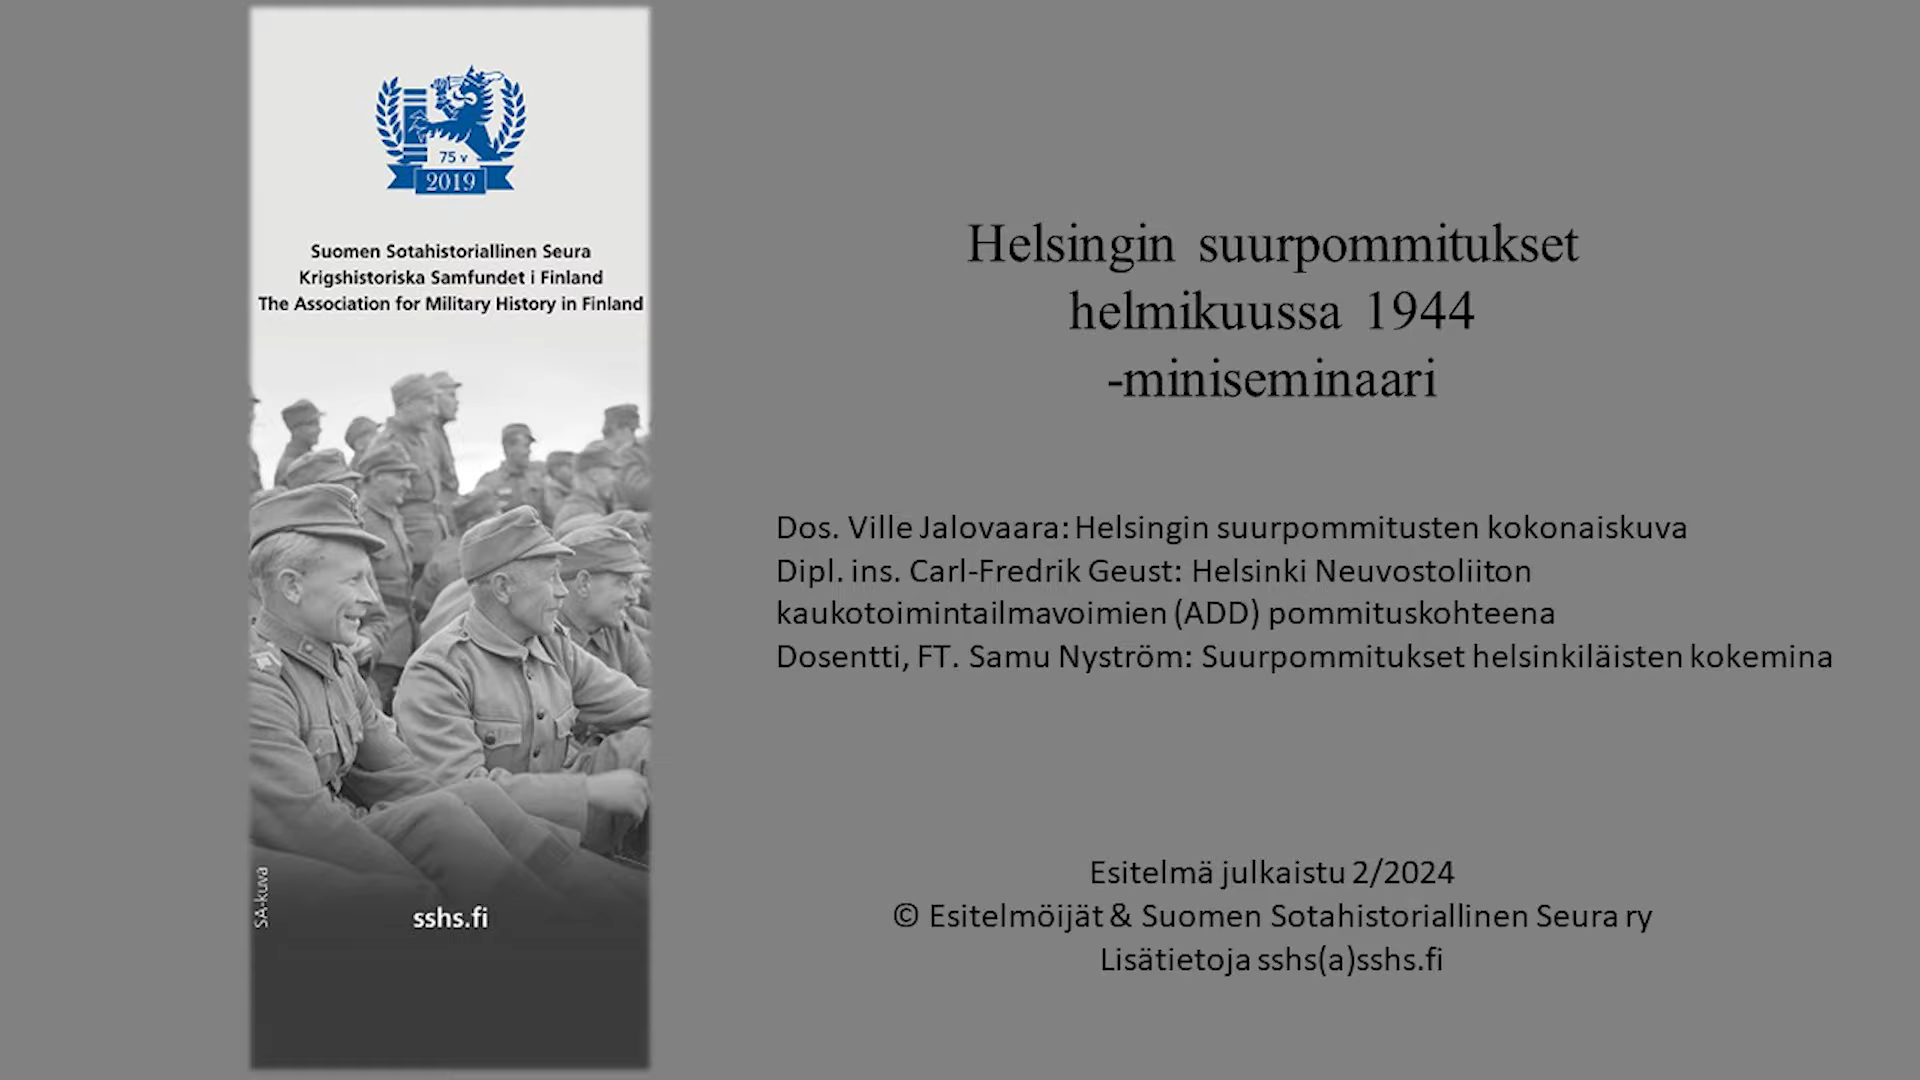 75 v
2019
Suomen Sotahistoriallinen Seura
Krigshistoriska Samfundet i Finland
The Association for Military History in Finland
SA-kuva
sshs.fi
Helsingin suurpommitukset
helmikuussa 1944
-miniseminaari
Dos. Ville Jalovaara: Helsingin suurpommitusten kokonaiskuva
Dipl. ins. Carl-Fredrik Geust: Helsinki Neuvostoliiton
kaukotoimintailmavoimien (ADD) pommituskohteena
Dosentti, FT. Samu Nyström: Suurpommitukset helsinkiläisten kokemina
Esitelmä julkaistu 2/2024
© Esitelmöijät & Suomen Sotahistoriallinen Seura ry
Lisätietoja sshs(a)sshs.fi